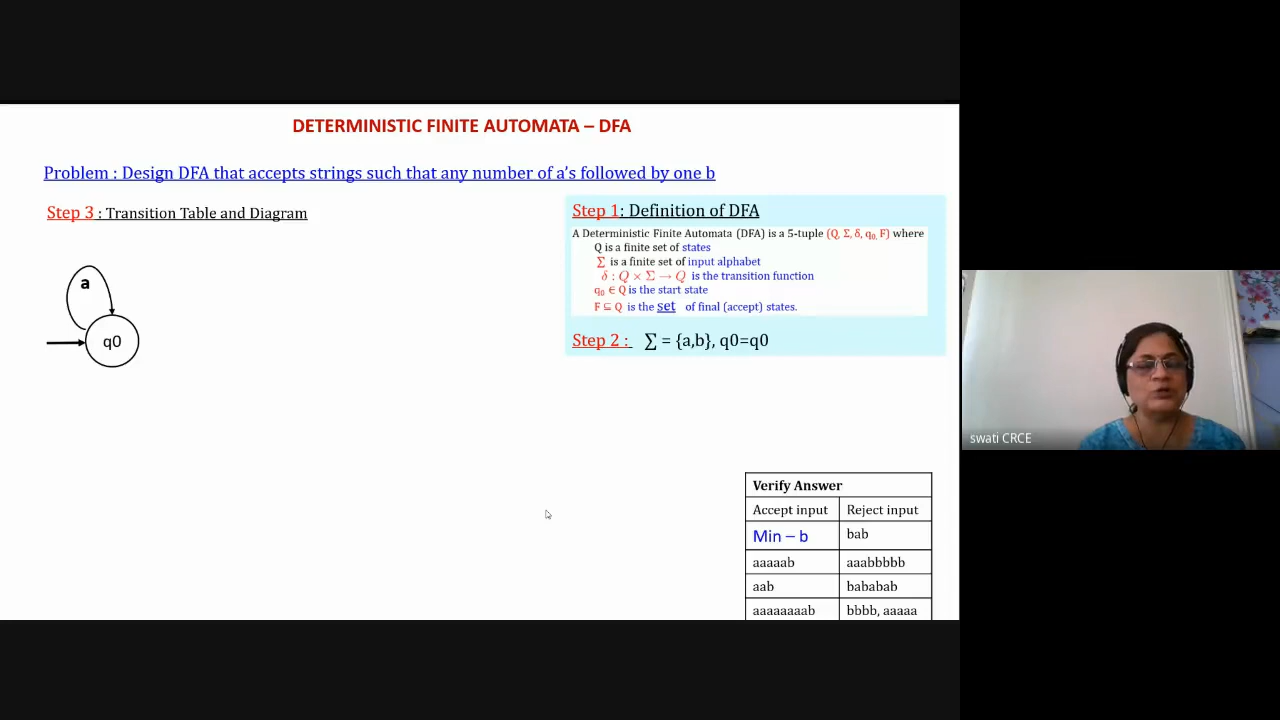 DETERMINISTIC FINITE AUTOMATA – DFA
Problem : Design DFA that accepts strings such that any number of a's followed by one b
Step 3 : Transition Table and Diagram
a
q0
Step 1: Definition of DFA
A Deterministic Finite Automata (DFA) is a 5-tuple (Q, Σ, δ, q₀, F) where
Q is a finite set of states
Σ is a finite set of input alphabet
δ : Q × Σ → Q is the transition function
q₀ ∈ Q is the start state
F ⊆ Q is the set of final (accept) states.
Step 2 : Σ = {a,b}, q0=q0
swati CRCE
Verify Answer
Accept input Reject input
Min – b bab
aaaaab aaabbbbb
aab bababab
aaaaaaaab bbbb, aaaaa